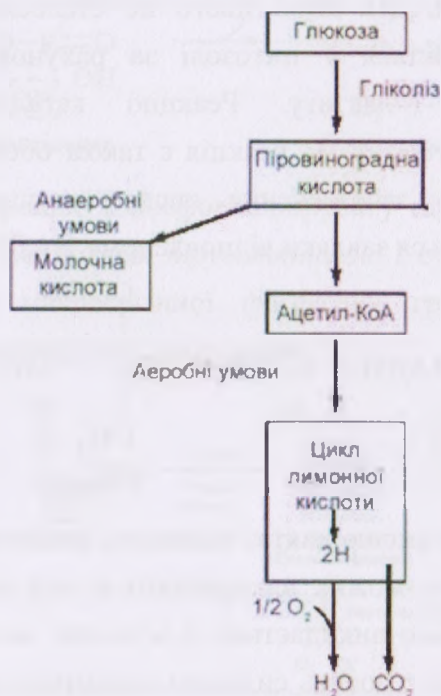 Глюкоза
Гліколіз
Піровиноградна
кислота
Анаеробні
умови
Молочна
кислота
Ацетил-КоА
Аеробні умови
Цикл
лимонної
кислоти
2H
1/2 O₂
H₂O CO₂